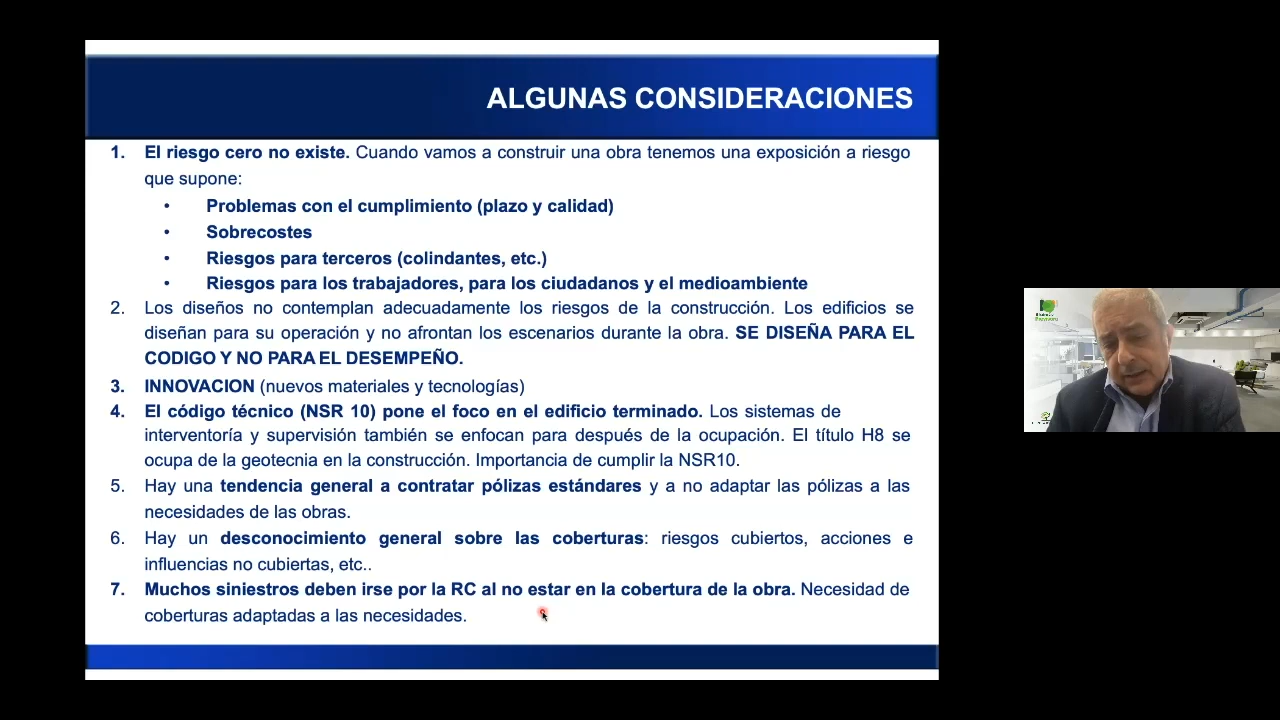 ALGUNAS CONSIDERACIONES
1. El riesgo cero no existe. Cuando vamos a construir una obra tenemos una exposición a riesgo
que supone:
• Problemas con el cumplimiento (plazo y calidad)
• Sobrecostes
• Riesgos para terceros (colindantes, etc.)
• Riesgos para los trabajadores, para los ciudadanos y el medioambiente
2. Los diseños no contemplan adecuadamente los riesgos de la construcción. Los edificios se
diseñan para su operación y no afrontan los escenarios durante la obra. SE DISEÑA PARA EL
CODIGO Y NO PARA EL DESEMPEÑO.
3. INNOVACION (nuevos materiales y tecnologías)
4. El código técnico (NSR 10) pone el foco en el edificio terminado. Los sistemas de
interventoría y supervisión también se enfocan para después de la ocupación. El título H8 se
ocupa de la geotecnia en la construcción. Importancia de cumplir la NSR10.
5. Hay una tendencia general a contratar pólizas estándares y a no adaptar las pólizas a las
necesidades de las obras.
6. Hay un desconocimiento general sobre las coberturas: riesgos cubiertos, acciones e
influencias no cubiertas, etc..
7. Muchos siniestros deben irse por la RC al no estar en la cobertura de la obra. Necesidad de
coberturas adaptadas a las necesidades.